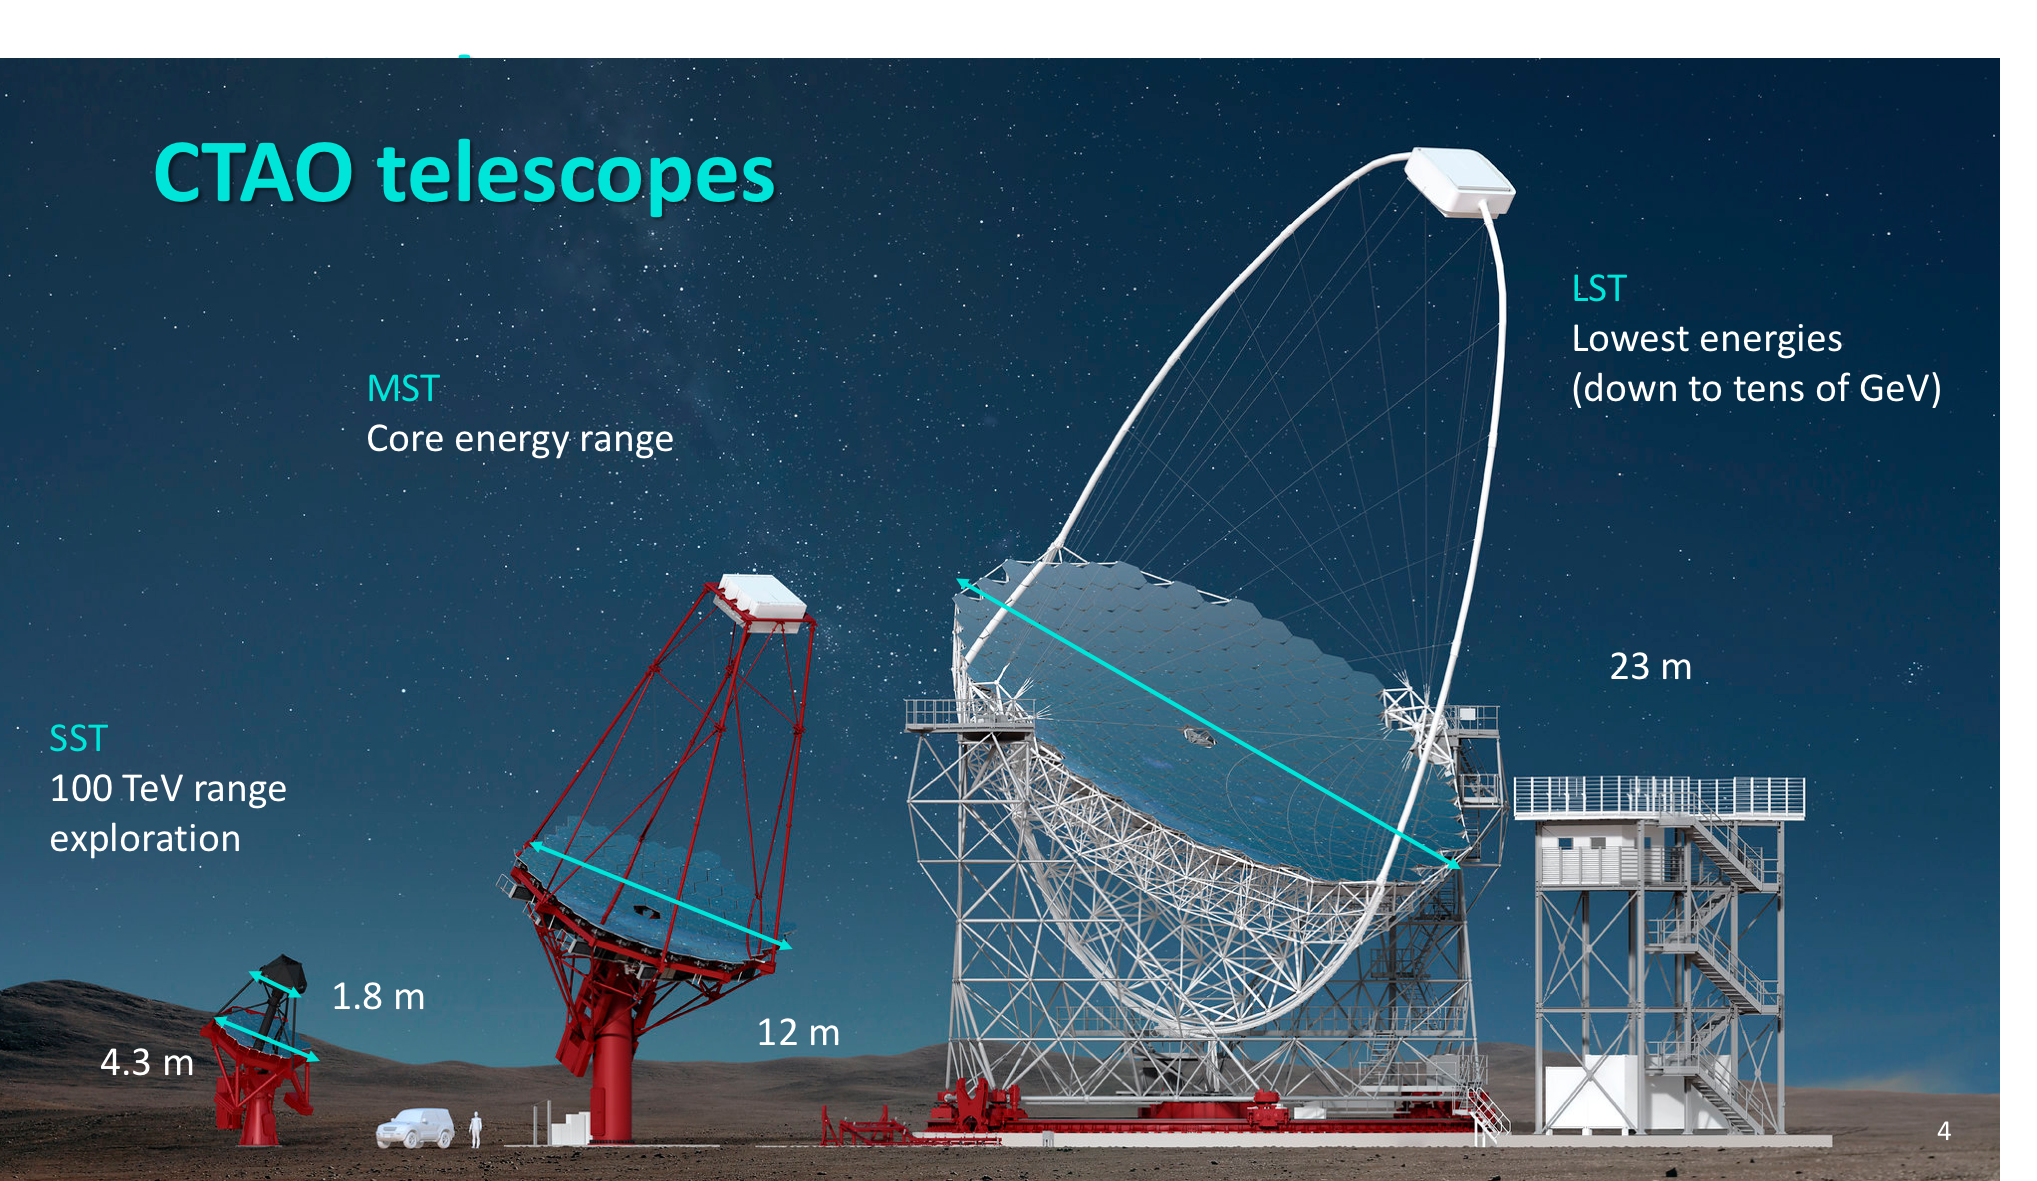 CTAO telescopes
LST
Lowest energies
(down to tens of GeV)
MST
Core energy range
23 m
SST
100 TeV range
exploration
1.8 m
12 m
4.3 m
4